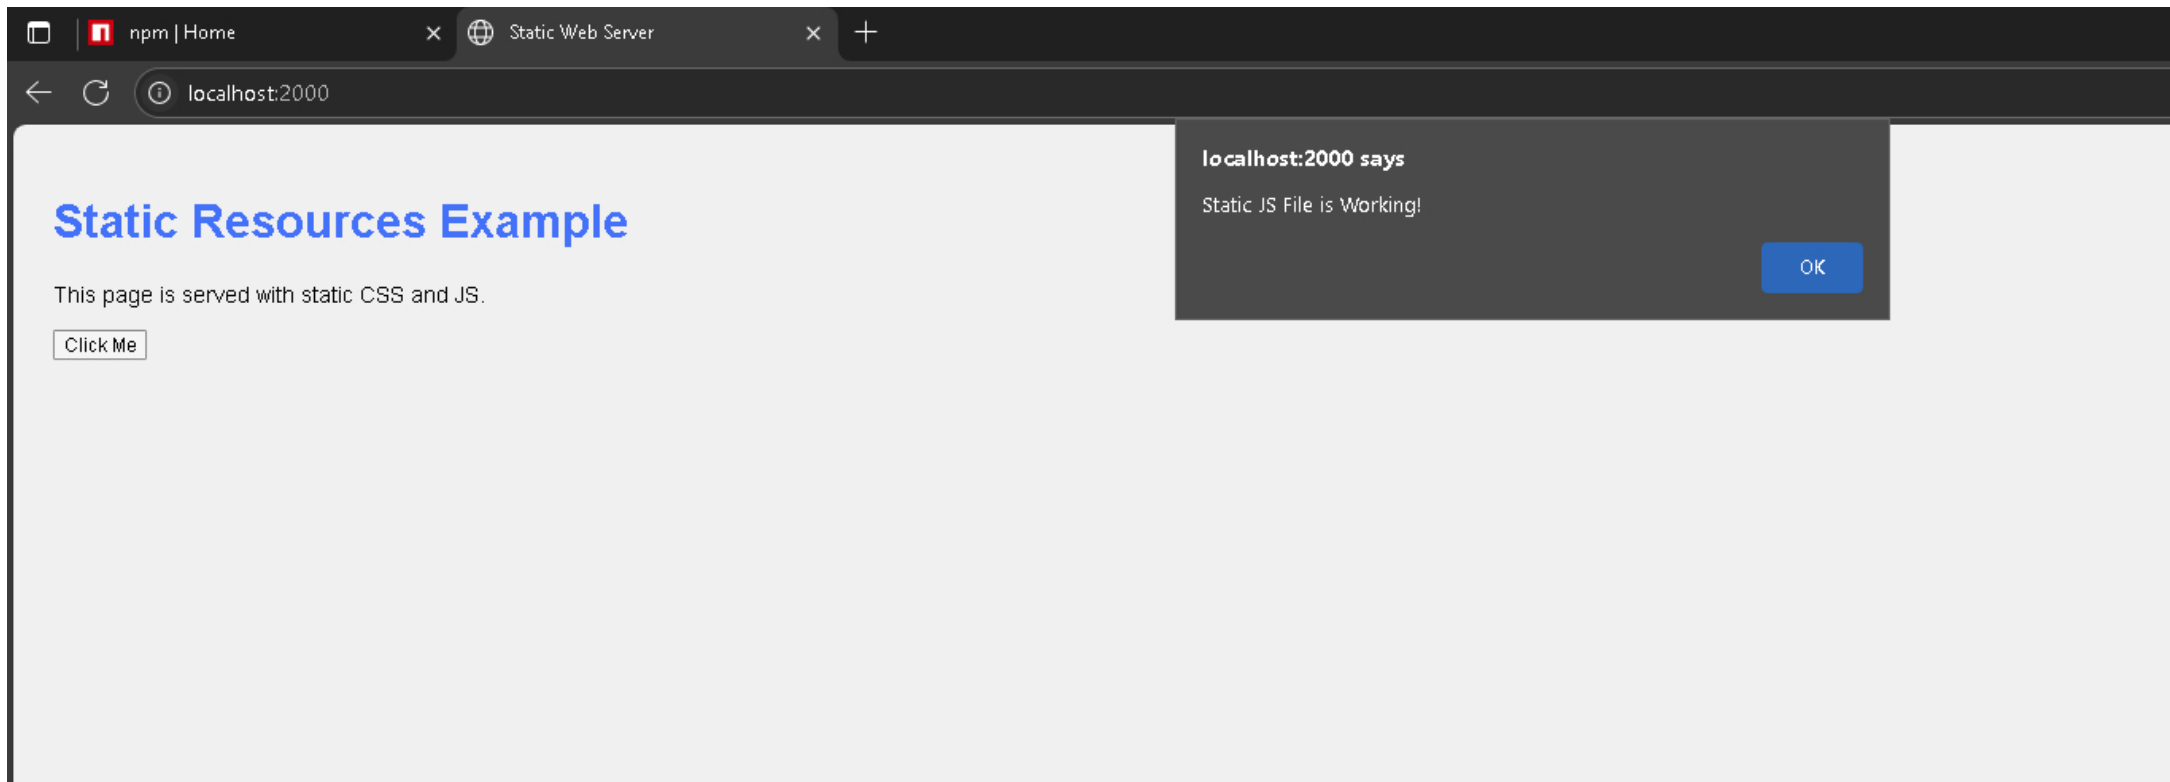 npm | Home
Static Web Server
localhost:2000
localhost:2000 says
Static JS File is Working!
OK
Static Resources Example
This page is served with static CSS and JS.
Click Me